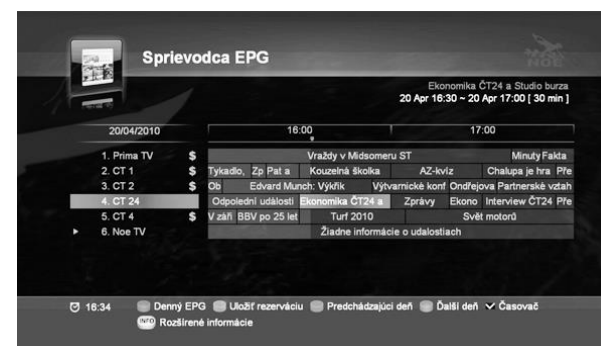 Sprievodca EPG
NOE
Ekonomika ČT24 a Studio burza
20 Apr 16:30 ~ 20 Apr 17:00 [ 30 min ]
20/04/2010 16:00 17:00
1. Prima TV $ Vraždy v Midsomeru ST Minuty Fakta
2. CT 1 $ Tykadlo, Zp Pat a Kouzelná školka AZ-kvíz Chalupa je hra Pře
3. CT 2 $ Ob Edvard Munch: Výkřik Výtvarnické konf Ondřejova Partnerské vztah
4. CT 24 Odpolední události Ekonomika ČT24 a Zprávy Ekono Interview ČT24 Pře
5. CT 4 $ V záři BBV po 25 let Turf 2010 Svět motorů
6. Noe TV Žiadne informácie o udalostiach
16:34 Denný EPG Uložiť rezerváciu Predchádzajúci deň Ďalší deň Časovač
INFO Rozšírené informácie